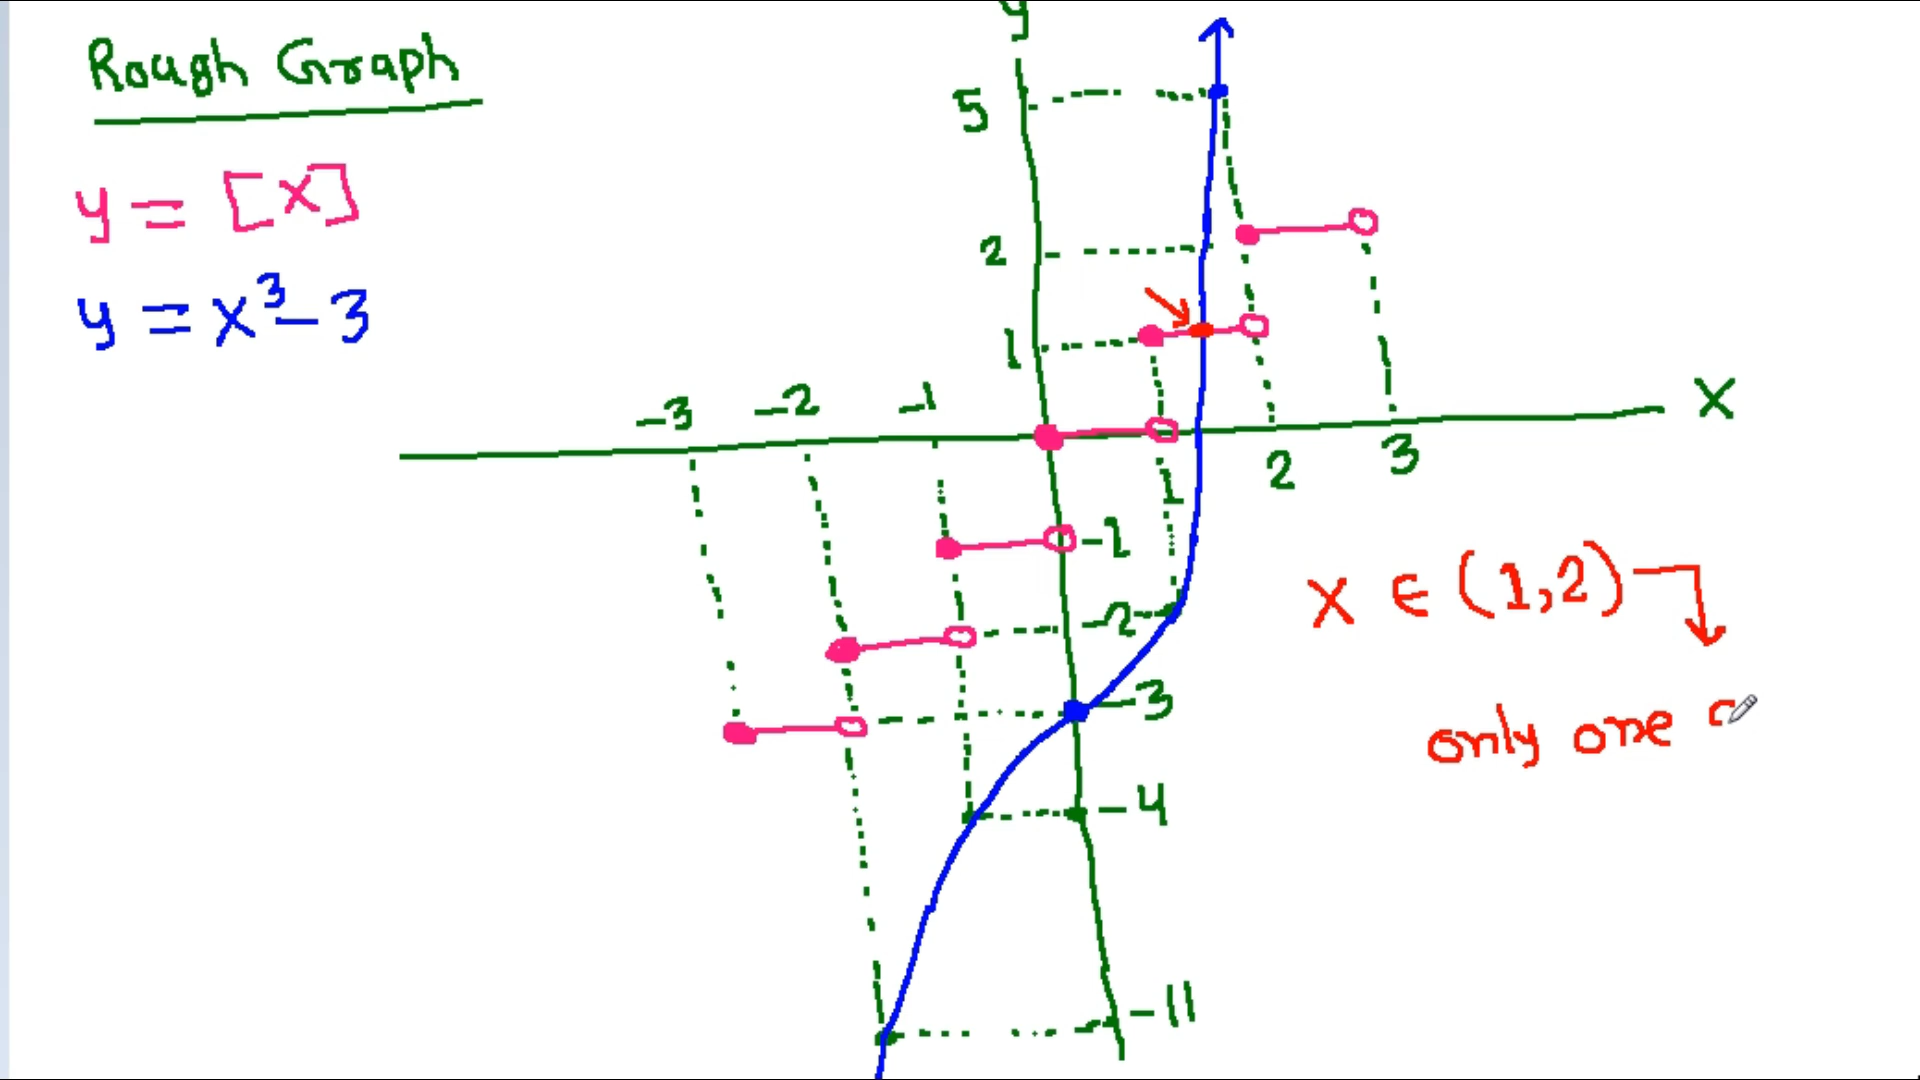 Rough Graph
y = [x]
y = x³-3
y
5
2
1
-3 -2 -1
x
2 3
1
-1
-2
-3
-4
-11
x ∈ (1,2)
only one